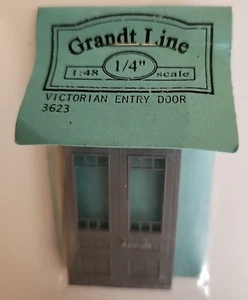 Grandt Line
1/4"
1:48 scale
VICTORIAN ENTRY DOOR
3623